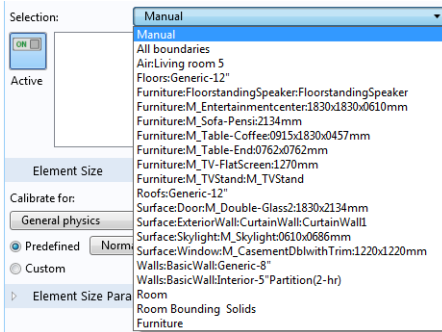 Selection:
Manual
ON
Active
Manual
All boundaries
Air:Living room 5
Floors:Generic-12"
Furniture:FloorstandingSpeaker:FloorstandingSpeaker
Furniture:M_Entertainmentcenter:1830x1830x0610mm
Furniture:M_Sofa-Pensi:2134mm
Furniture:M_Table-Coffee:0915x1830x0457mm
Furniture:M_Table-End:0762x0762mm
Furniture:M_TV-FlatScreen:1270mm
Furniture:M_TVStand:M_TVStand
Roofs:Generic-12"
Surface:Door:M_Double-Glass2:1830x2134mm
Surface:ExteriorWall:CurtainWall:CurtainWall1
Surface:Skylight:M_Skylight:0610x0686mm
Surface:Window:M_CasementDblwithTrim:1220x1220mm
Walls:BasicWall:Generic-8"
Walls:BasicWall:Interior-5"Partition(2-hr)
Room
Room Bounding Solids
Furniture
Element Size
Calibrate for:
General physics
Predefined Norma
Custom
Element Size Para